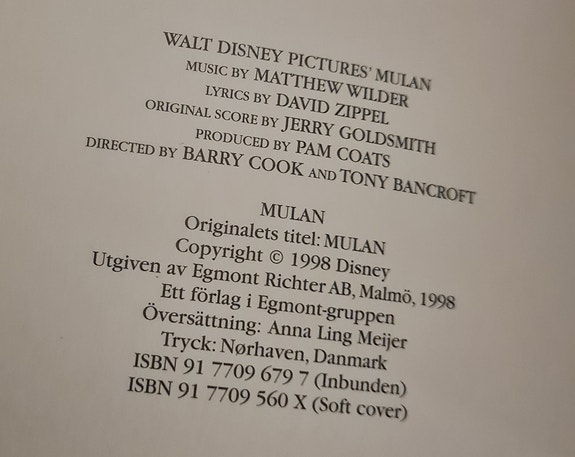 WALT DISNEY PICTURES' MULAN
MUSIC BY MATTHEW WILDER
LYRICS BY DAVID ZIPPEL
ORIGINAL SCORE BY JERRY GOLDSMITH
PRODUCED BY PAM COATS
DIRECTED BY BARRY COOK AND TONY BANCROFT
MULAN
Originalets titel: MULAN
Copyright © 1998 Disney
Utgiven av Egmont Richter AB, Malmö, 1998
Ett förlag i Egmont-gruppen
Översättning: Anna Ling Meijer
Tryck: Nørhaven, Danmark
ISBN 91 7709 679 7 (Inbunden)
ISBN 91 7709 560 X (Soft cover)